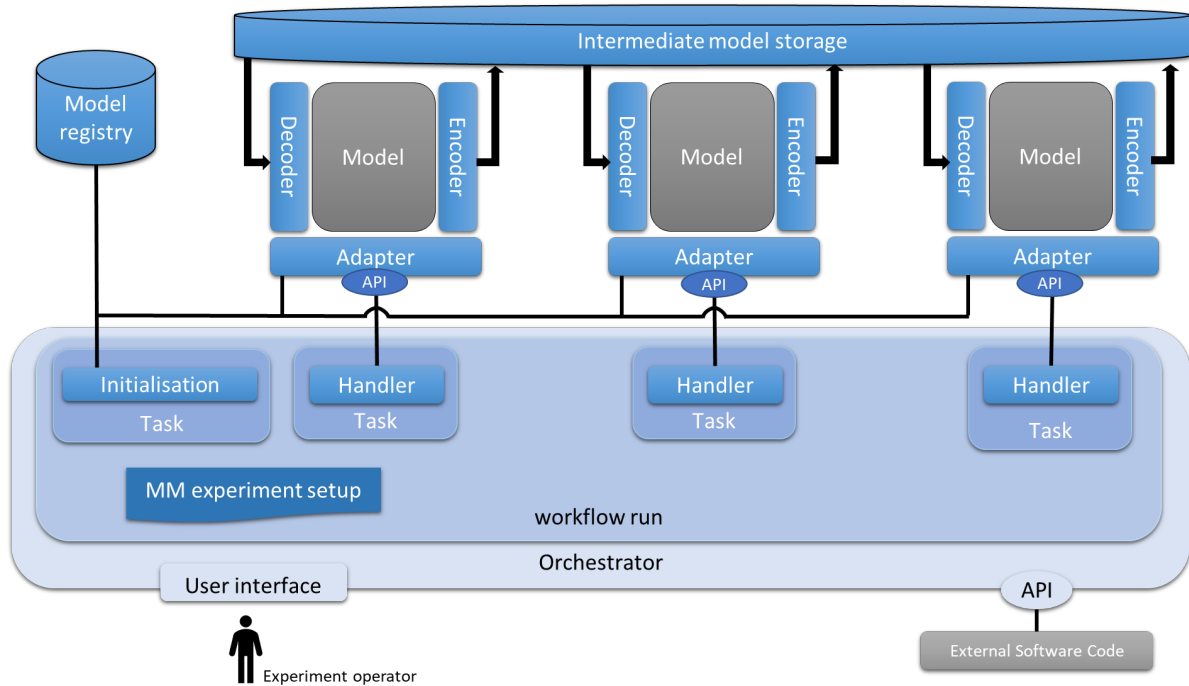 Intermediate model storage
Model
registry
Decoder
Model
Encoder
Decoder
Model
Encoder
Decoder
Model
Encoder
Adapter
Adapter
Adapter
API
API
API
Initialisation
Handler
Handler
Handler
Task
Task
Task
Task
MM experiment setup
workflow run
Orchestrator
User interface
API
Experiment operator
External Software Code